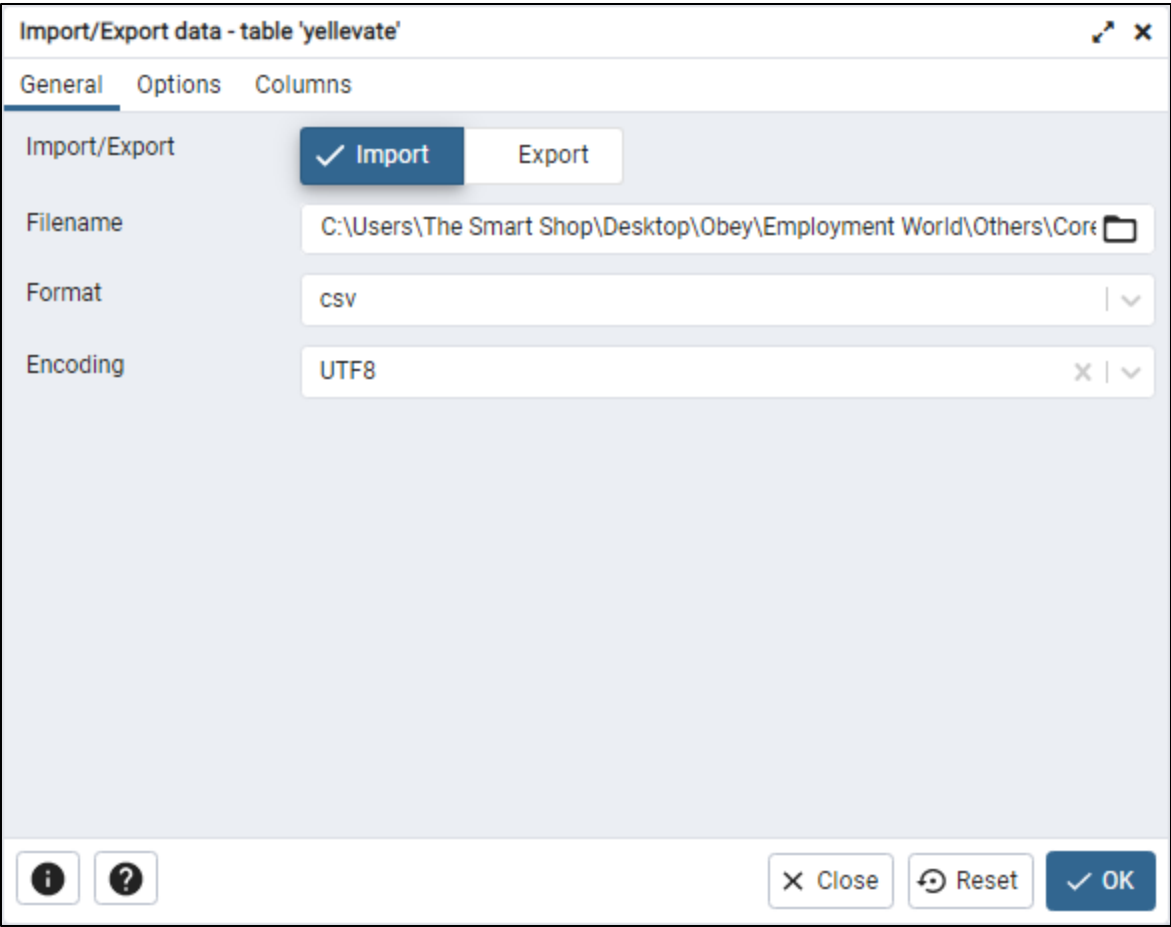 Import/Export data - table 'yellevate'
General Options Columns
Import/Export Import Export
Filename C:\Users\The Smart Shop\Desktop\Obey\Employment World\Others\Core
Format csv
Encoding UTF8
Close Reset OK